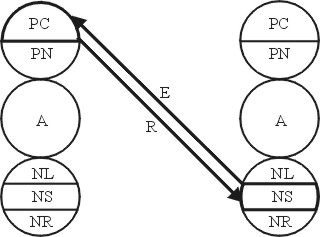 PC PC
PN PN
E
A R A
NL NL
NS NS
NR NR